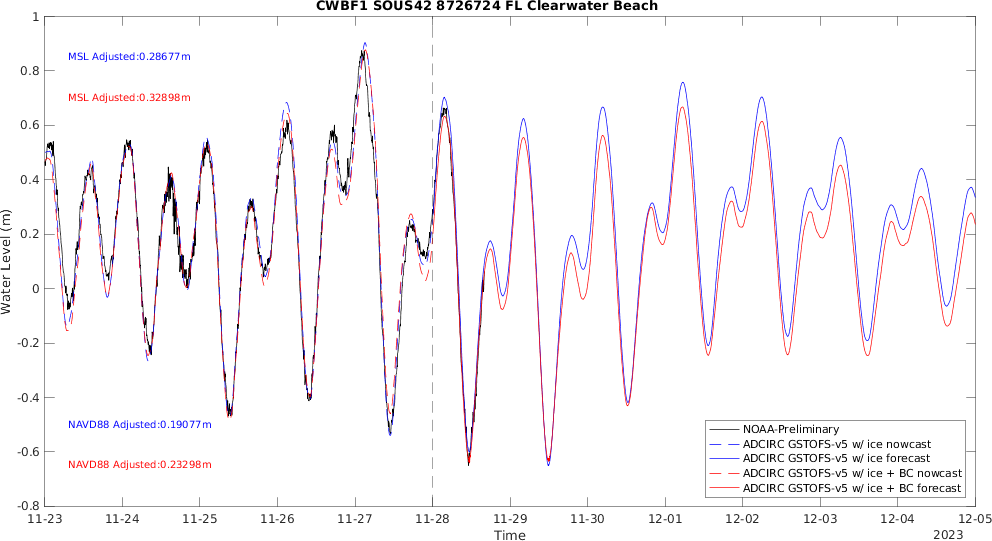 CWBF1 SOUS42 8726724 FL Clearwater Beach
1
0.8
0.6
0.4
0.2
0
-0.2
-0.4
-0.6
-0.8
Water Level (m)
MSL Adjusted:0.28677m
MSL Adjusted:0.32898m
NAVD88 Adjusted:0.19077m
NAVD88 Adjusted:0.23298m
NOAA-Preliminary
ADCIRC GSTOFS-v5 w/ ice nowcast
ADCIRC GSTOFS-v5 w/ ice forecast
ADCIRC GSTOFS-v5 w/ ice + BC nowcast
ADCIRC GSTOFS-v5 w/ ice + BC forecast
11-23 11-24 11-25 11-26 11-27 11-28 11-29 11-30 12-01 12-02 12-03 12-04 12-05
Time
2023